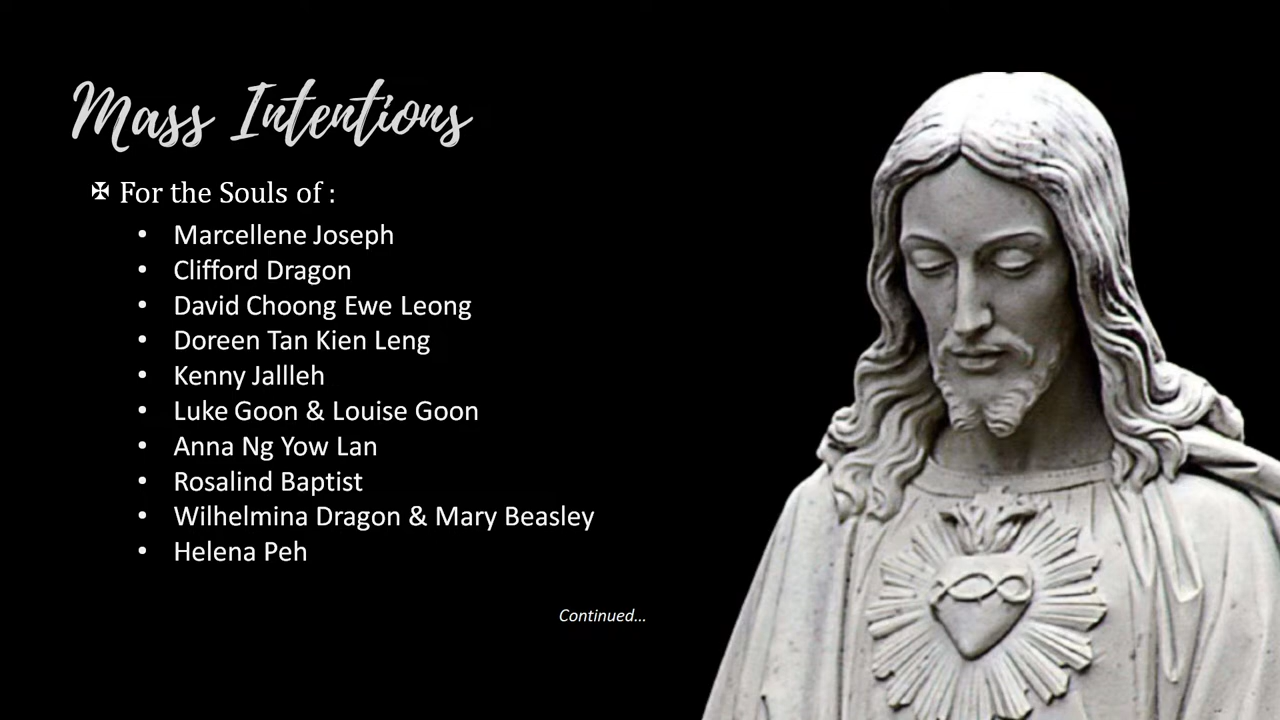 Mass Intentions
✠ For the Souls of :
• Marcellene Joseph
• Clifford Dragon
• David Choong Ewe Leong
• Doreen Tan Kien Leng
• Kenny Jallleh
• Luke Goon & Louise Goon
• Anna Ng Yow Lan
• Rosalind Baptist
• Wilhelmina Dragon & Mary Beasley
• Helena Peh
Continued...